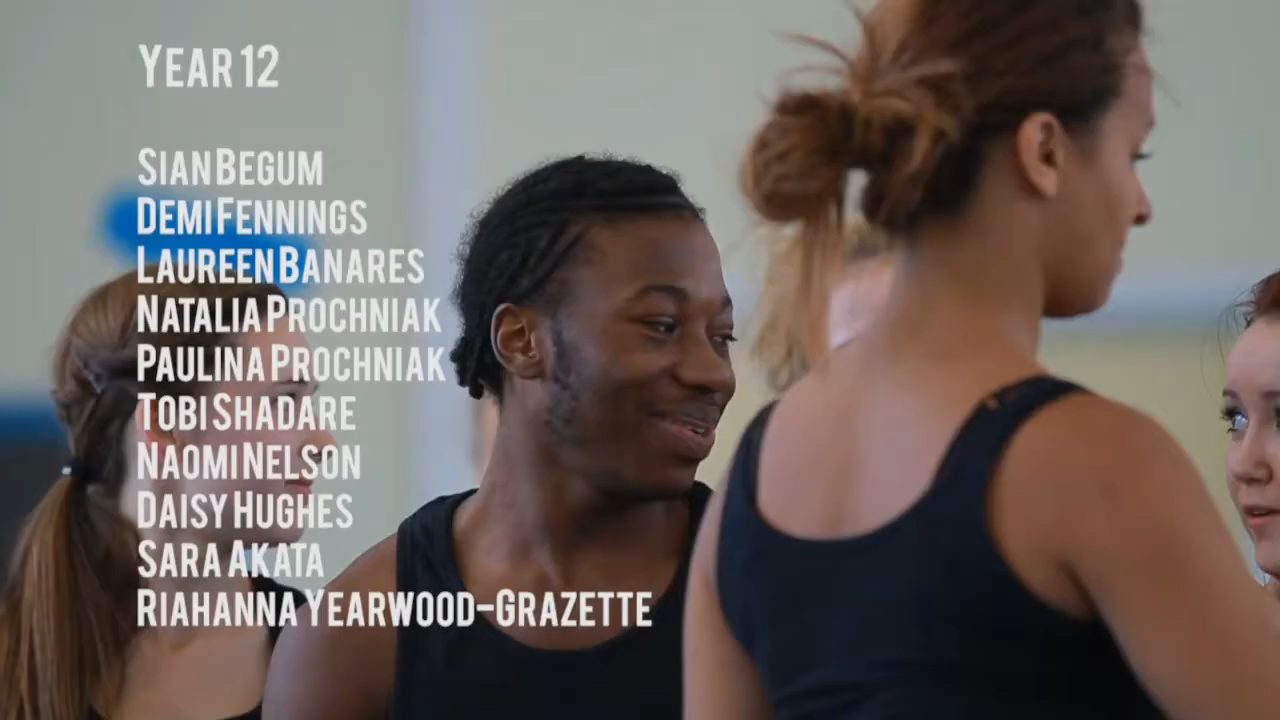 Year 12
Sian Begum
Demi Fennings
Laureen Banares
Natalia Prochniak
Paulina Prochniak
Tobi Shadare
Naomi Nelson
Daisy Hughes
Sara Akata
Riahanna Yearwood-Grazette